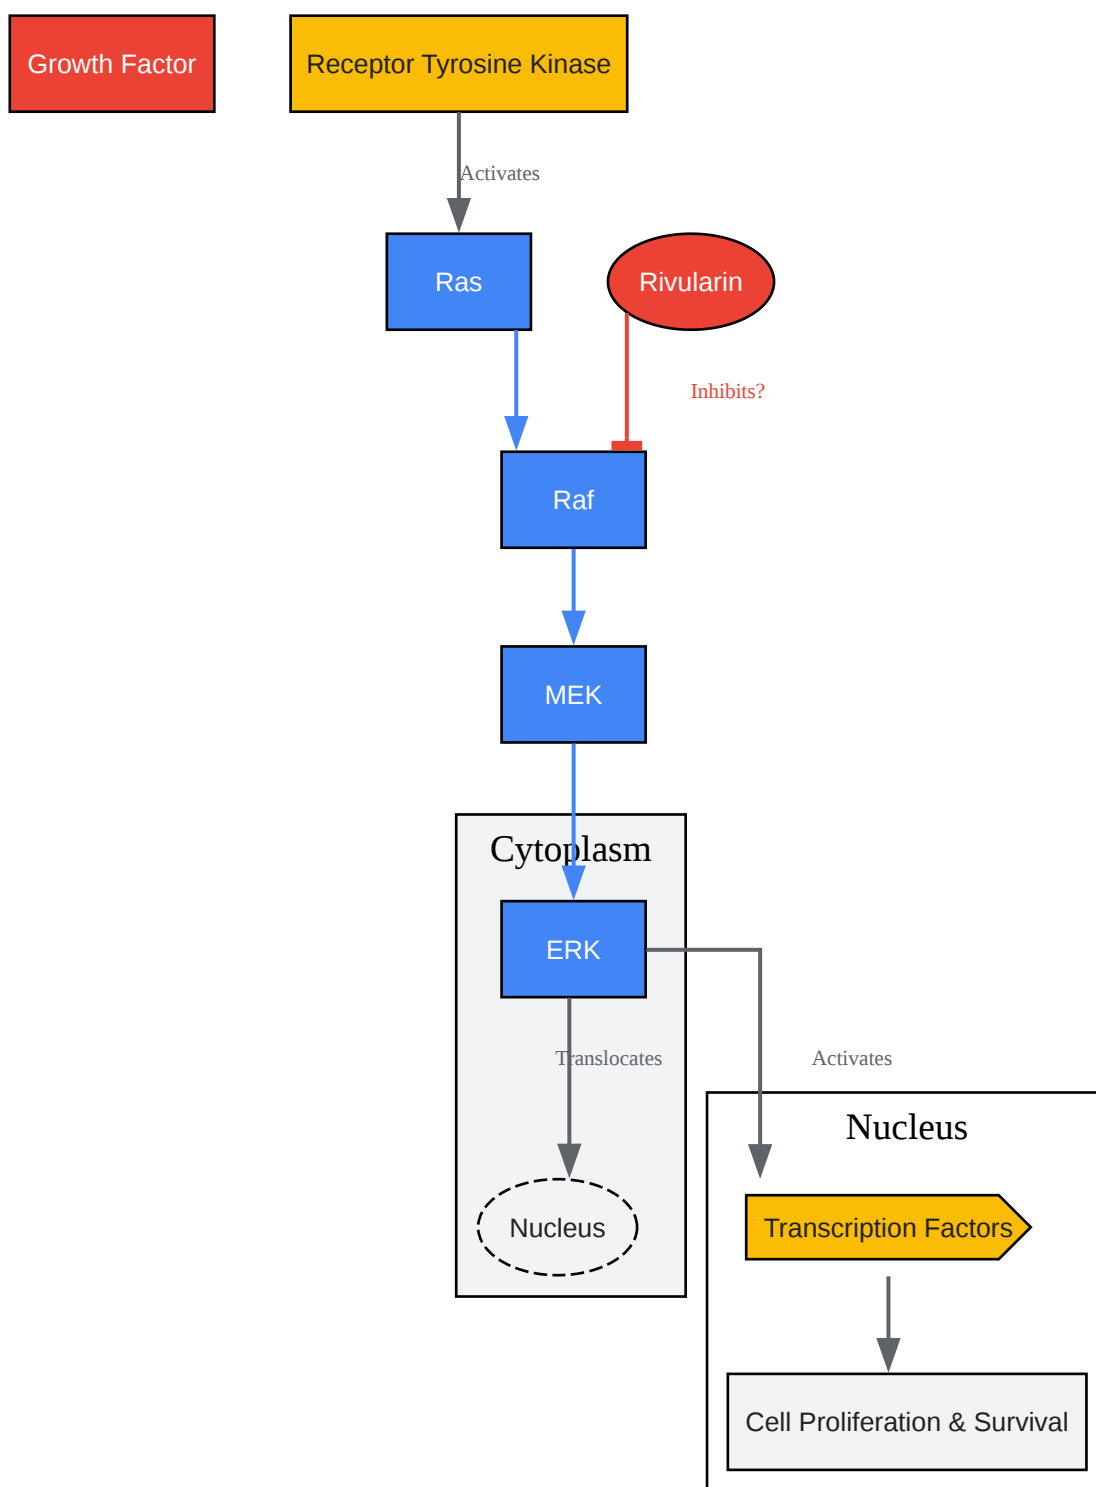 Growth Factor
Receptor Tyrosine Kinase
Activates
Ras
Rivularin
Inhibits?
Raf
MEK
Cytoplasm
ERK
Translocates
Activates
Nucleus
Nucleus
Transcription Factors
Cell Proliferation & Survival